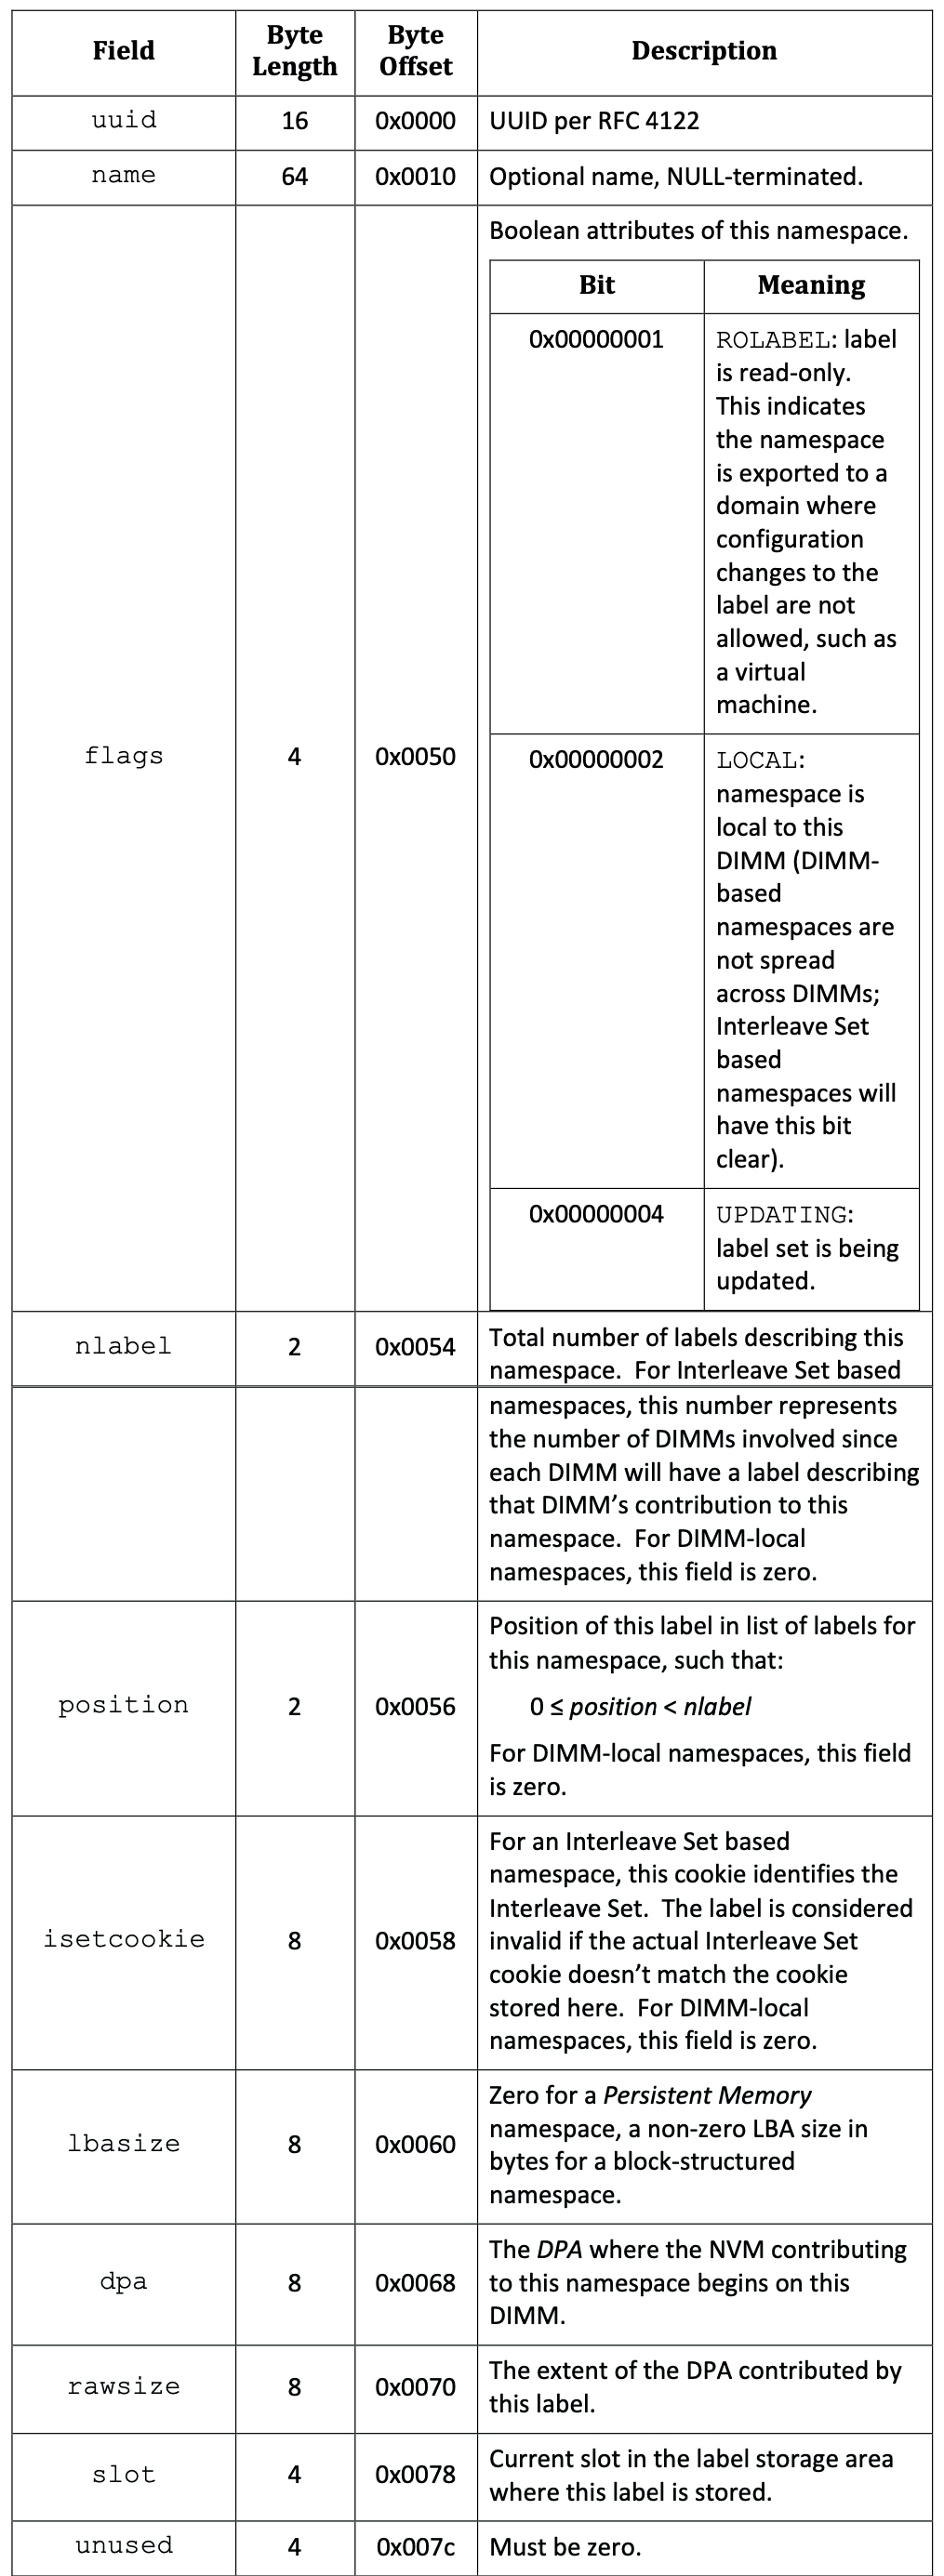 Field Byte Length Byte Offset Description
uuid 16 0x0000 UUID per RFC 4122
name 64 0x0010 Optional name, NULL-terminated.
flags 4 0x0050 Boolean attributes of this namespace.
Bit Meaning
0x00000001 ROLABEL: label
is read-only.
This indicates
the namespace
is exported to a
domain where
configuration
changes to the
label are not
allowed, such as
a virtual
machine.
0x00000002 LOCAL:
namespace is
local to this
DIMM (DIMM-
based
namespaces are
not spread
across DIMMs;
Interleave Set
based
namespaces will
have this bit
clear).
0x00000004 UPDATING:
label set is being
updated.
nlabel 2 0x0054 Total number of labels describing this
namespace. For Interleave Set based
namespaces, this number represents
the number of DIMMs involved since
each DIMM will have a label describing
that DIMM’s contribution to this
namespace. For DIMM-local
namespaces, this field is zero.
position 2 0x0056 Position of this label in list of labels for
this namespace, such that:
0 ≤ position < nlabel
For DIMM-local namespaces, this field
is zero.
isetcookie 8 0x0058 For an Interleave Set based
namespace, this cookie identifies the
Interleave Set. The label is considered
invalid if the actual Interleave Set
cookie doesn’t match the cookie
stored here. For DIMM-local
namespaces, this field is zero.
lbasize 8 0x0060 Zero for a Persistent Memory
namespace, a non-zero LBA size in
bytes for a block-structured
namespace.
dpa 8 0x0068 The DPA where the NVM contributing
to this namespace begins on this
DIMM.
rawsize 8 0x0070 The extent of the DPA contributed by
this label.
slot 4 0x0078 Current slot in the label storage area
where this label is stored.
unused 4 0x007c Must be zero.